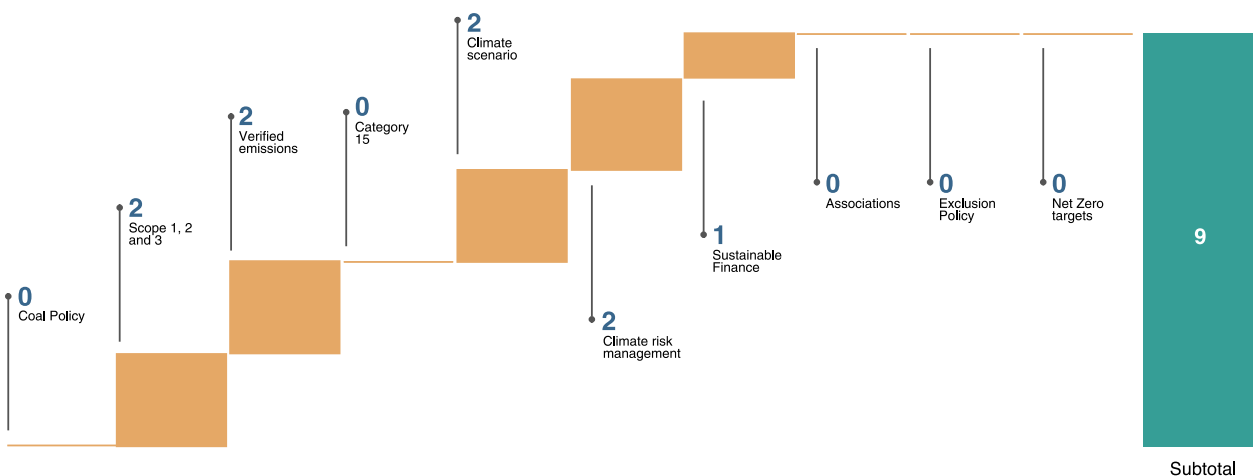 0
Coal Policy
2
Scope 1, 2
and 3
2
Verified
emissions
0
Category
15
2
Climate
scenario
2
Climate risk
management
1
Sustainable
Finance
0
Associations
0
Exclusion
Policy
0
Net Zero
targets
9
Subtotal